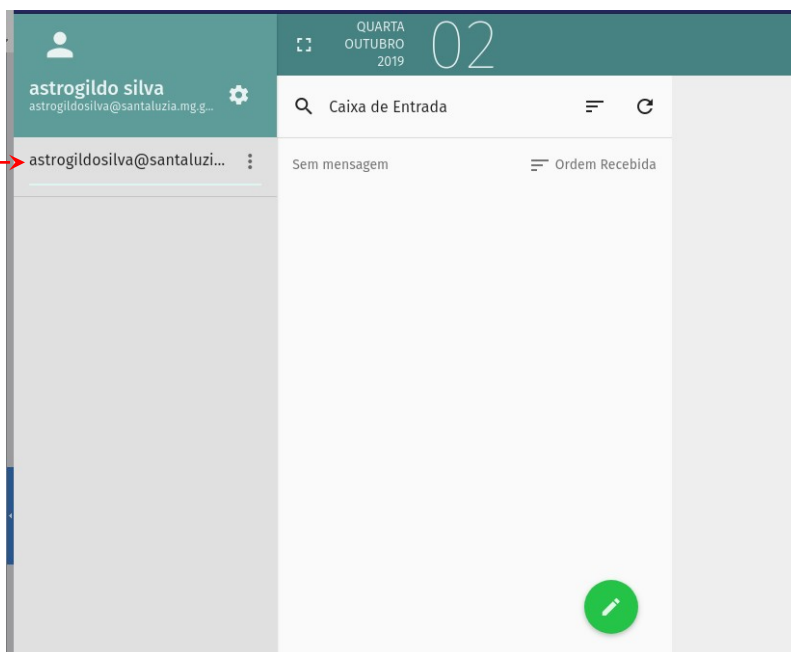 QUARTA
OUTUBRO
2019
02
astrogildo silva
astrogildosilva@santaluzia.mg.g...
Caixa de Entrada
astrogildosilva@santaluzi...
Sem mensagem
Ordem Recebida